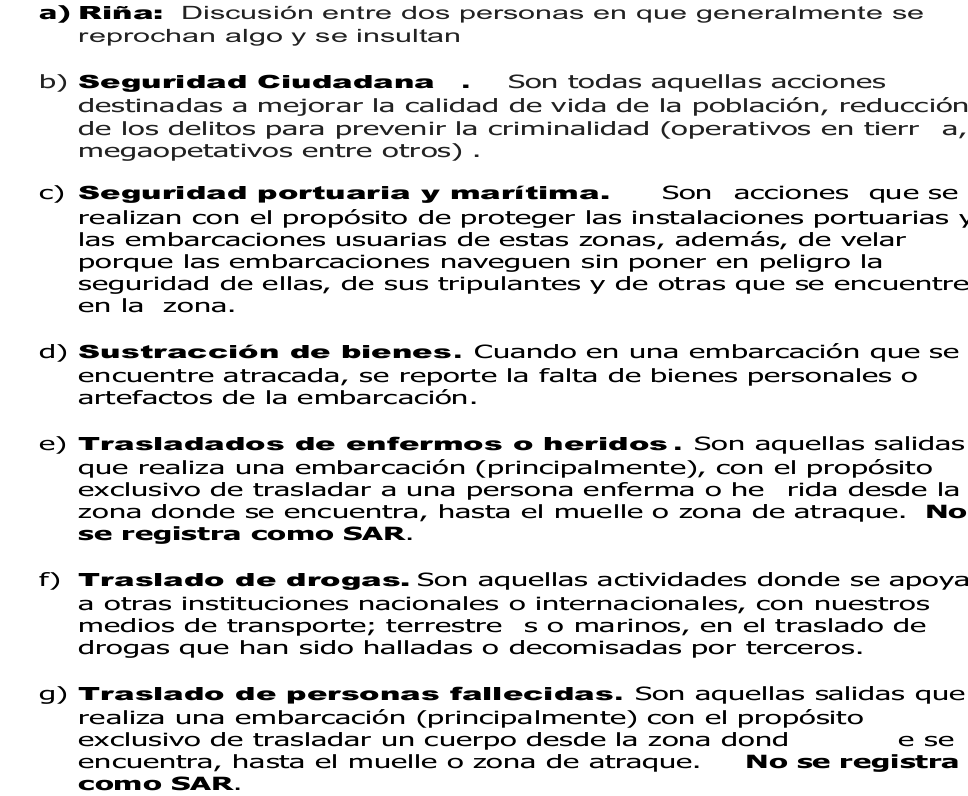 a) Riña: Discusión entre dos personas en que generalmente se
reprochan algo y se insultan
b) Seguridad Ciudadana . Son todas aquellas acciones
destinadas a mejorar la calidad de vida de la población, reducción
de los delitos para prevenir la criminalidad (operativos en tierr a,
megaopetativos entre otros) .
c) Seguridad portuaria y marítima. Son acciones que se
realizan con el propósito de proteger las instalaciones portuarias y
las embarcaciones usuarias de estas zonas, además, de velar
porque las embarcaciones naveguen sin poner en peligro la
seguridad de ellas, de sus tripulantes y de otras que se encuentre
en la zona.
d) Sustracción de bienes. Cuando en una embarcación que se
encuentre atracada, se reporte la falta de bienes personales o
artefactos de la embarcación.
e) Trasladados de enfermos o heridos . Son aquellas salidas
que realiza una embarcación (principalmente), con el propósito
exclusivo de trasladar a una persona enferma o he rida desde la
zona donde se encuentra, hasta el muelle o zona de atraque. No
se registra como SAR.
f) Traslado de drogas. Son aquellas actividades donde se apoya
a otras instituciones nacionales o internacionales, con nuestros
medios de transporte; terrestre s o marinos, en el traslado de
drogas que han sido halladas o decomisadas por terceros.
g) Traslado de personas fallecidas. Son aquellas salidas que
realiza una embarcación (principalmente) con el propósito
exclusivo de trasladar un cuerpo desde la zona dond e se
encuentra, hasta el muelle o zona de atraque. No se registra
como SAR.